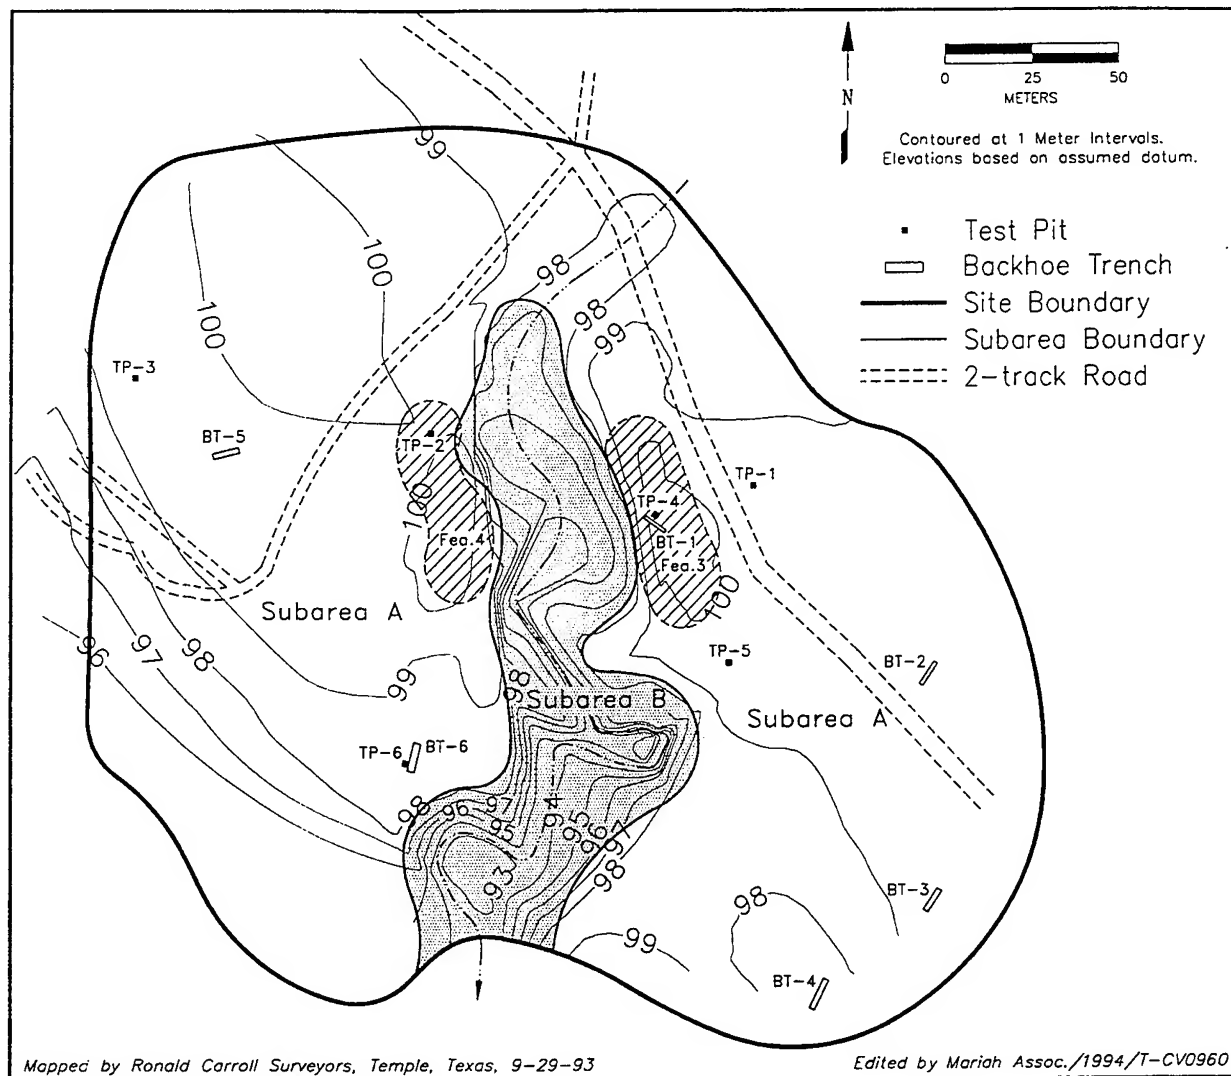 N
0 25 50
METERS
Contoured at 1 Meter Intervals.
Elevations based on assumed datum.
Test Pit
Backhoe Trench
Site Boundary
Subarea Boundary
2-track Road
99
100
100
98
98
99
TP-3
BT-5
TP-2
100
Fea.4
TP-1
TP-4
BT-1
Fea.3
100
Subarea A
96
97
98
99
98
TP-5
BT-2
Subarea B
Subarea A
TP-6
BT-6
98
96
97
95
94
95
96
97
98
93
99
98
BT-3
BT-4
Mapped by Ronald Carroll Surveyors, Temple, Texas, 9-29-93
Edited by Mariah Assoc./1994/T-CV0960